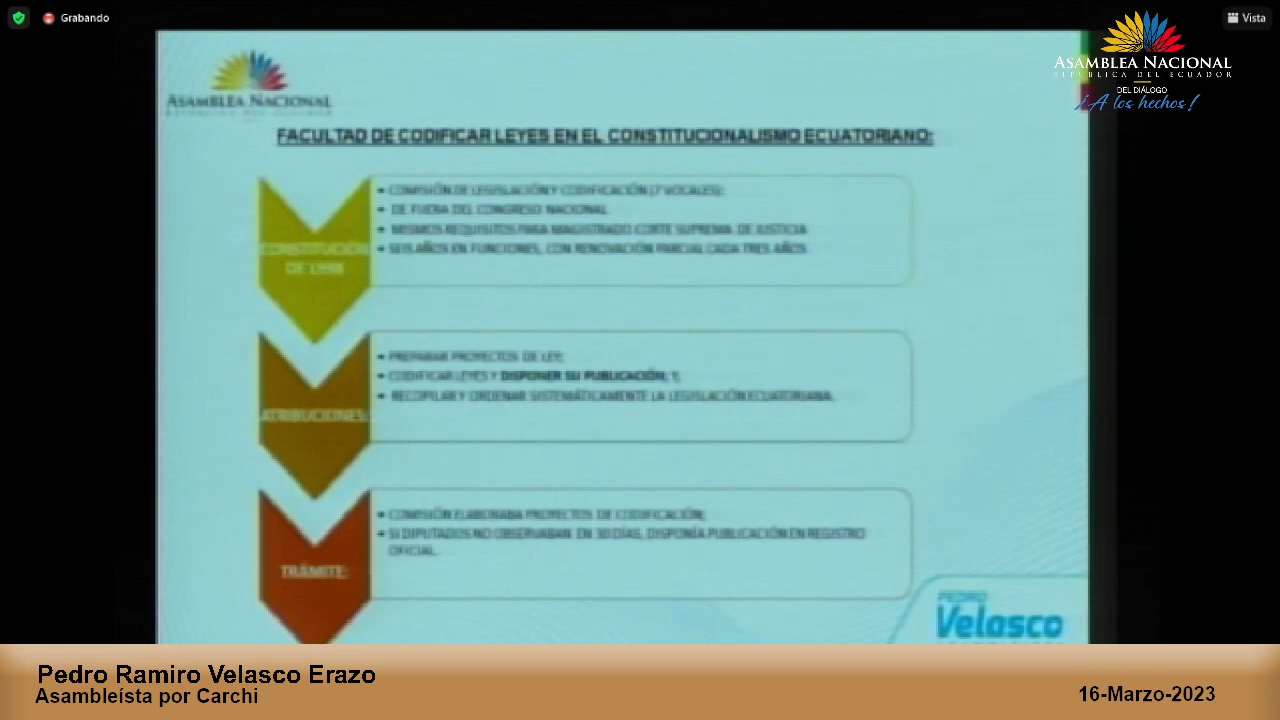 Grabando
Vista
ASAMBLEA NACIONAL
REPÚBLICA DEL ECUADOR
DEL DIÁLOGO
¡A los hechos!
ASAMBLEA NACIONAL
FACULTAD DE CODIFICAR LEYES EN EL CONSTITUCIONALISMO ECUATORIANO:
CONSTITUCIÓN
DE 1998
• COMISIÓN DE LEGISLACIÓN Y CODIFICACIÓN (7 VOCALES):
• DE FUERA DEL CONGRESO NACIONAL
• MISMOS REQUISITOS PARA MAGISTRADO CORTE SUPREMA DE JUSTICIA
• SEIS AÑOS EN FUNCIONES, CON RENOVACIÓN PARCIAL CADA TRES AÑOS
ATRIBUCIONES:
• PREPARAR PROYECTOS DE LEY;
• CODIFICAR LEYES Y DISPONER SU PUBLICACIÓN; Y,
• RECOPILAR Y ORDENAR SISTEMÁTICAMENTE LA LEGISLACIÓN ECUATORIANA.
TRÁMITE:
• COMISIÓN ELABORABA PROYECTOS DE CODIFICACIÓN;
• SI DIPUTADOS NO OBSERVABAN EN 30 DÍAS, DISPONÍA PUBLICACIÓN EN REGISTRO
OFICIAL.
PEDRO
Velasco
Pedro Ramiro Velasco Erazo
Asambleísta por Carchi
16-Marzo-2023